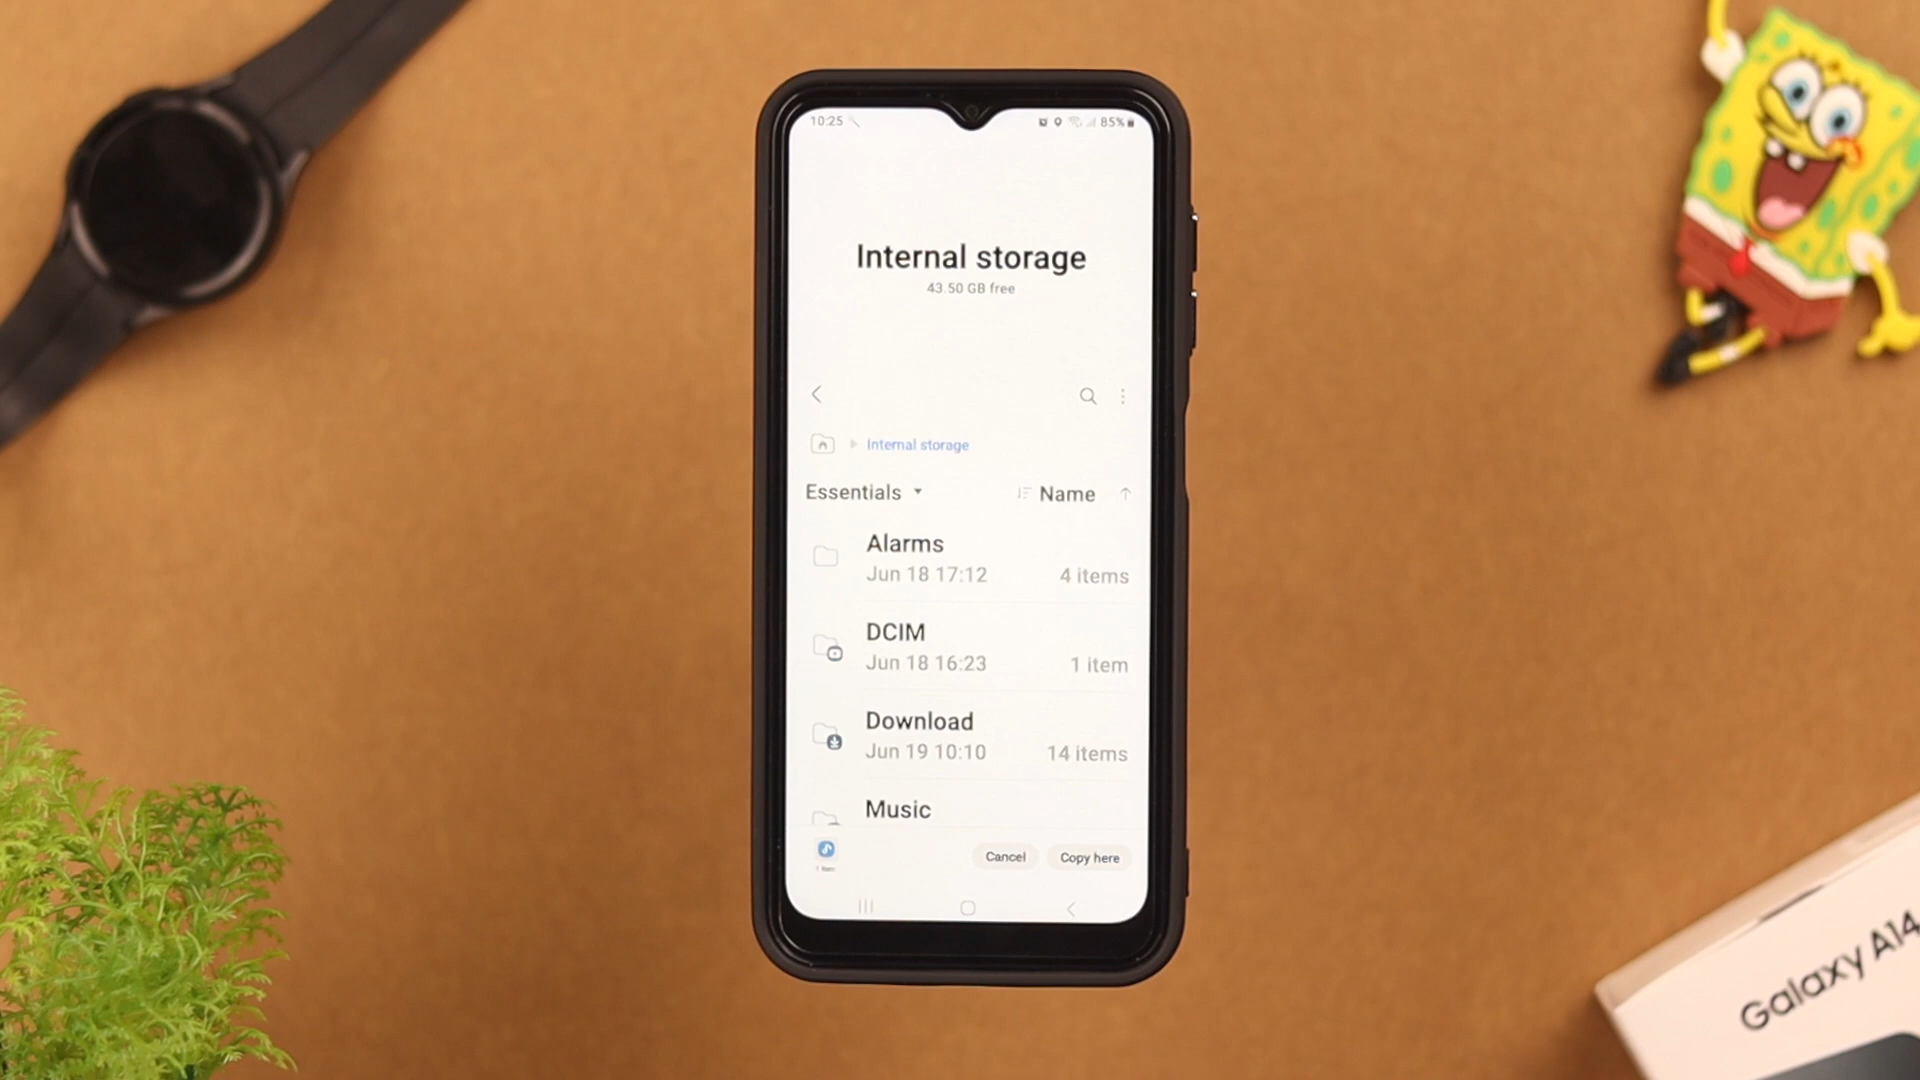 10:25
85%
Internal storage
43.50 GB free
Internal storage
Essentials
Name
Alarms
Jun 18 17:12
4 items
DCIM
Jun 18 16:23
1 item
Download
Jun 19 10:10
14 items
Music
1 item
Cancel
Copy here
Galaxy A14